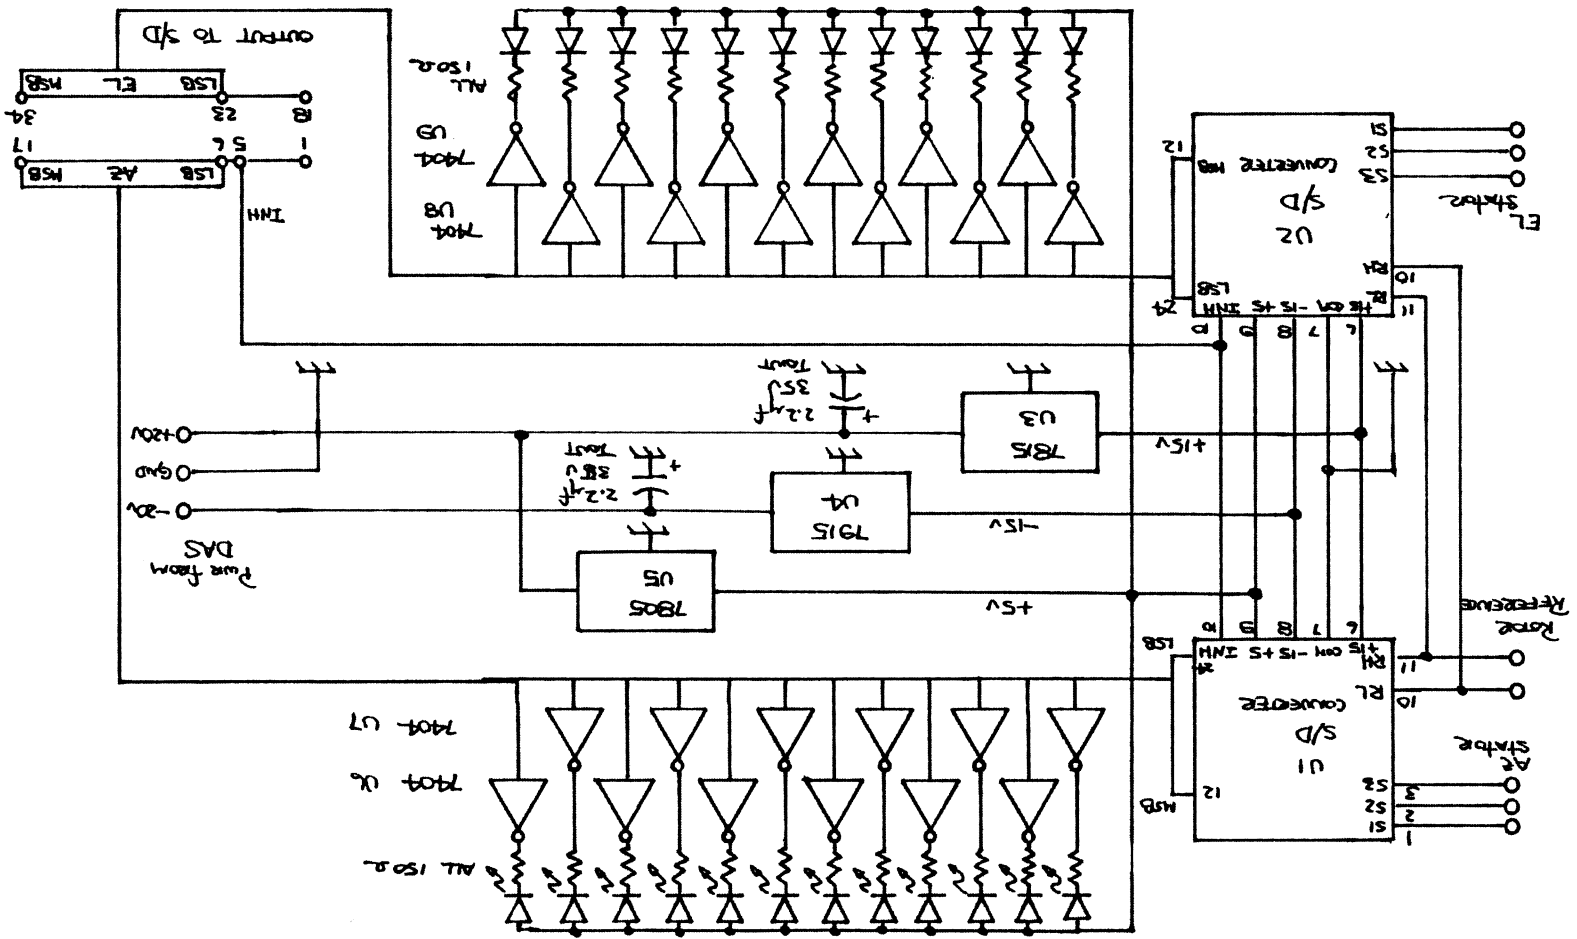 1
S1
2
S2
3
S3
AZ
STATOR
U1
S/D
CONVERTER
12
MSB
ALL 150Ω
7404 U6
7404 U7
10
RL
11
RH
ROTOR
REFERENCE
+15 COM -15 +5 INH
24
LSB
6 7 8 9 10
+5V
7805
U5
PWR FROM
DAS
-15V
7915
U4
2.2μf
35V
TANT
+
-20V
GND
+15V
7815
U3
+
2.2μf
35V
TANT
+20V
6 7 8 9 10
+15 COM -15 +5 INH
11
RL
10
RH
24
LSB
EL
STATOR
U2
S/D
CONVERTER
S3
S2
S1
MSB
12
7404
U8
7404
U9
ALL
150Ω
INH
LSB AZ MSB
1 5 6 17
18 23 34
LSB EL MSB
OUTPUT TO S/D